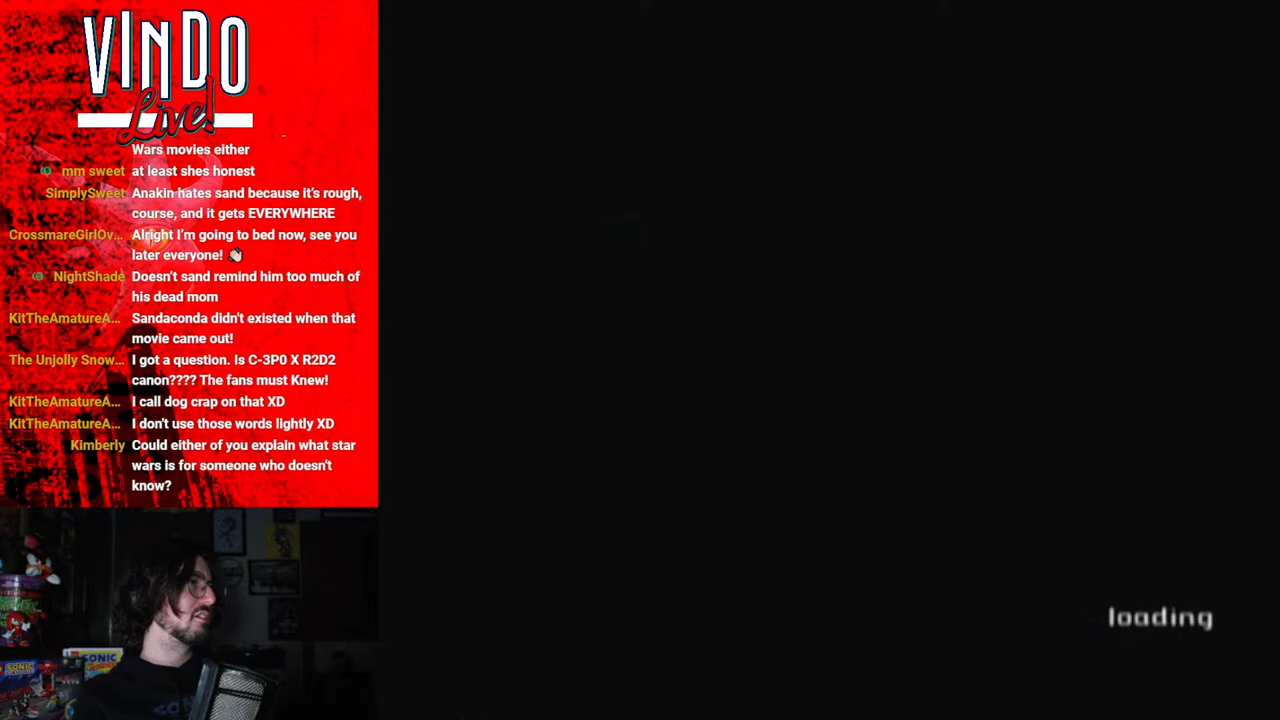 VINDO
Live!
Wars movies either
mm sweet at least shes honest
SimplySweet Anakin hates sand because it's rough,
course, and it gets EVERYWHERE
CrossmareGirlOv... Alright I'm going to bed now, see you
later everyone! 👋🏻
NightShade Doesn't sand remind him too much of
his dead mom
KitTheAmatureA... Sandaconda didn't existed when that
movie came out!
The Unjolly Snow... I got a question. Is C-3P0 X R2D2
canon???? The fans must Knew!
KitTheAmatureA... I call dog crap on that XD
KitTheAmatureA... I don't use those words lightly XD
Kimberly Could either of you explain what star
wars is for someone who doesn't
know?
loading
SONIC